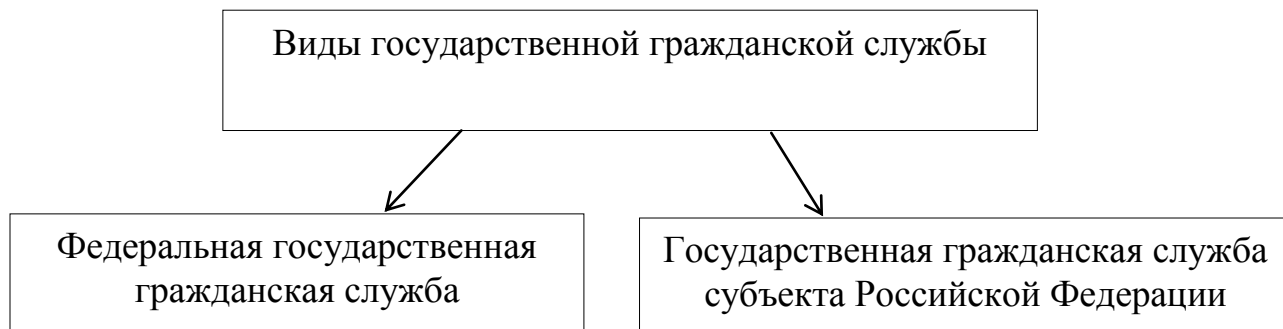 Виды государственной гражданской службы
Федеральная государственная
гражданская служба
Государственная гражданская служба
субъекта Российской Федерации